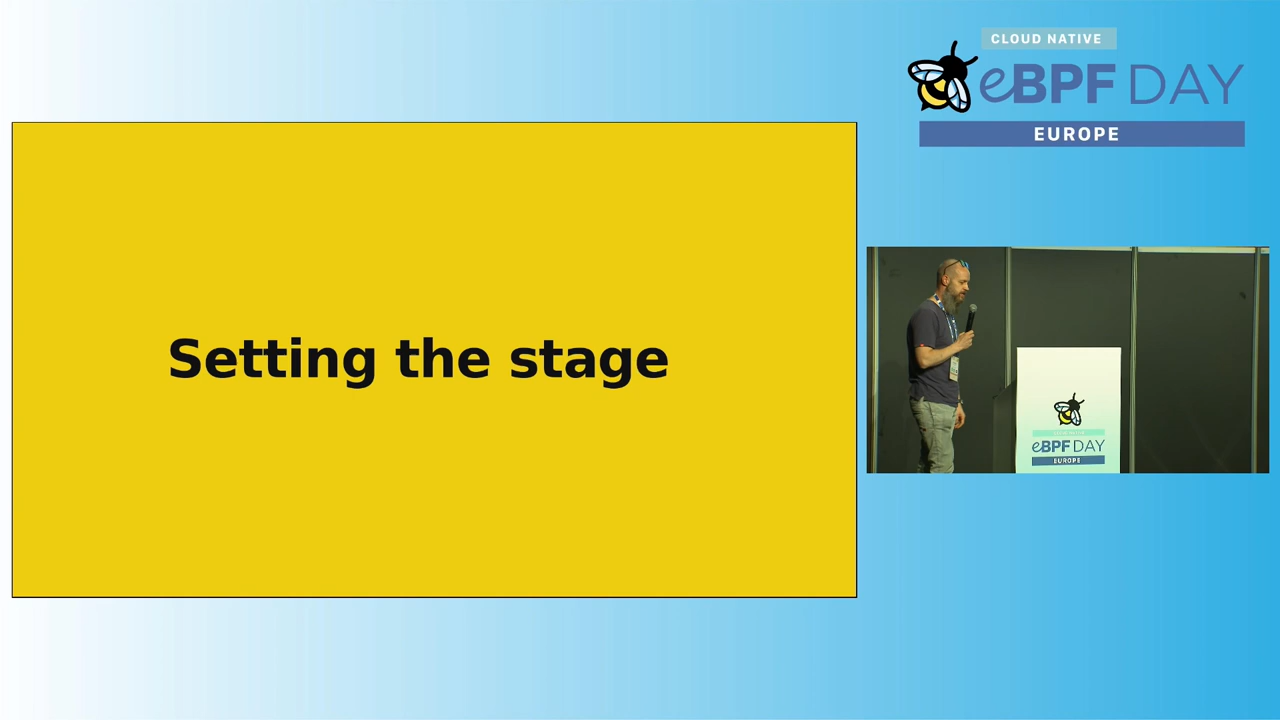 CLOUD NATIVE
eBPF DAY
EUROPE
Setting the stage
eBPF DAY
EUROPE